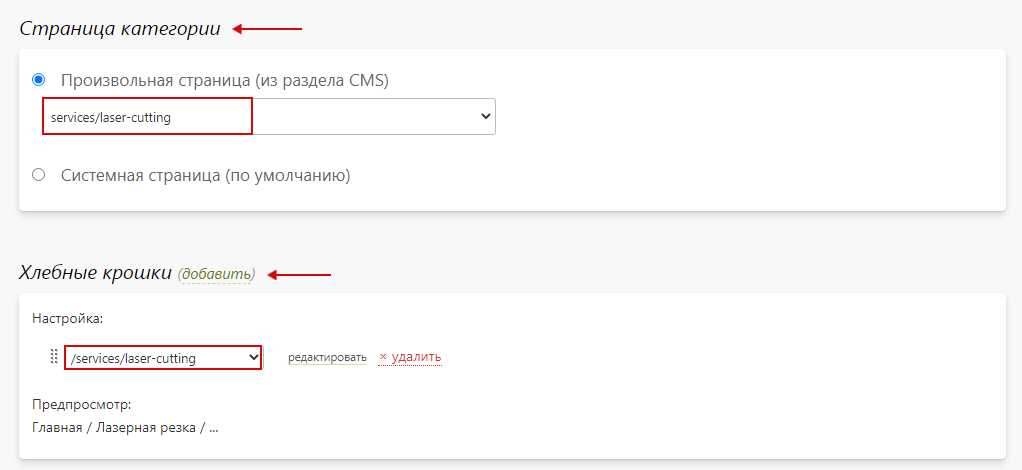 Страница категории
Произвольная страница (из раздела CMS)
services/laser-cutting
Системная страница (по умолчанию)
Хлебные крошки (добавить)
Настройка:
/services/laser-cutting редактировать × удалить
Предпросмотр:
Главная / Лазерная резка / ...